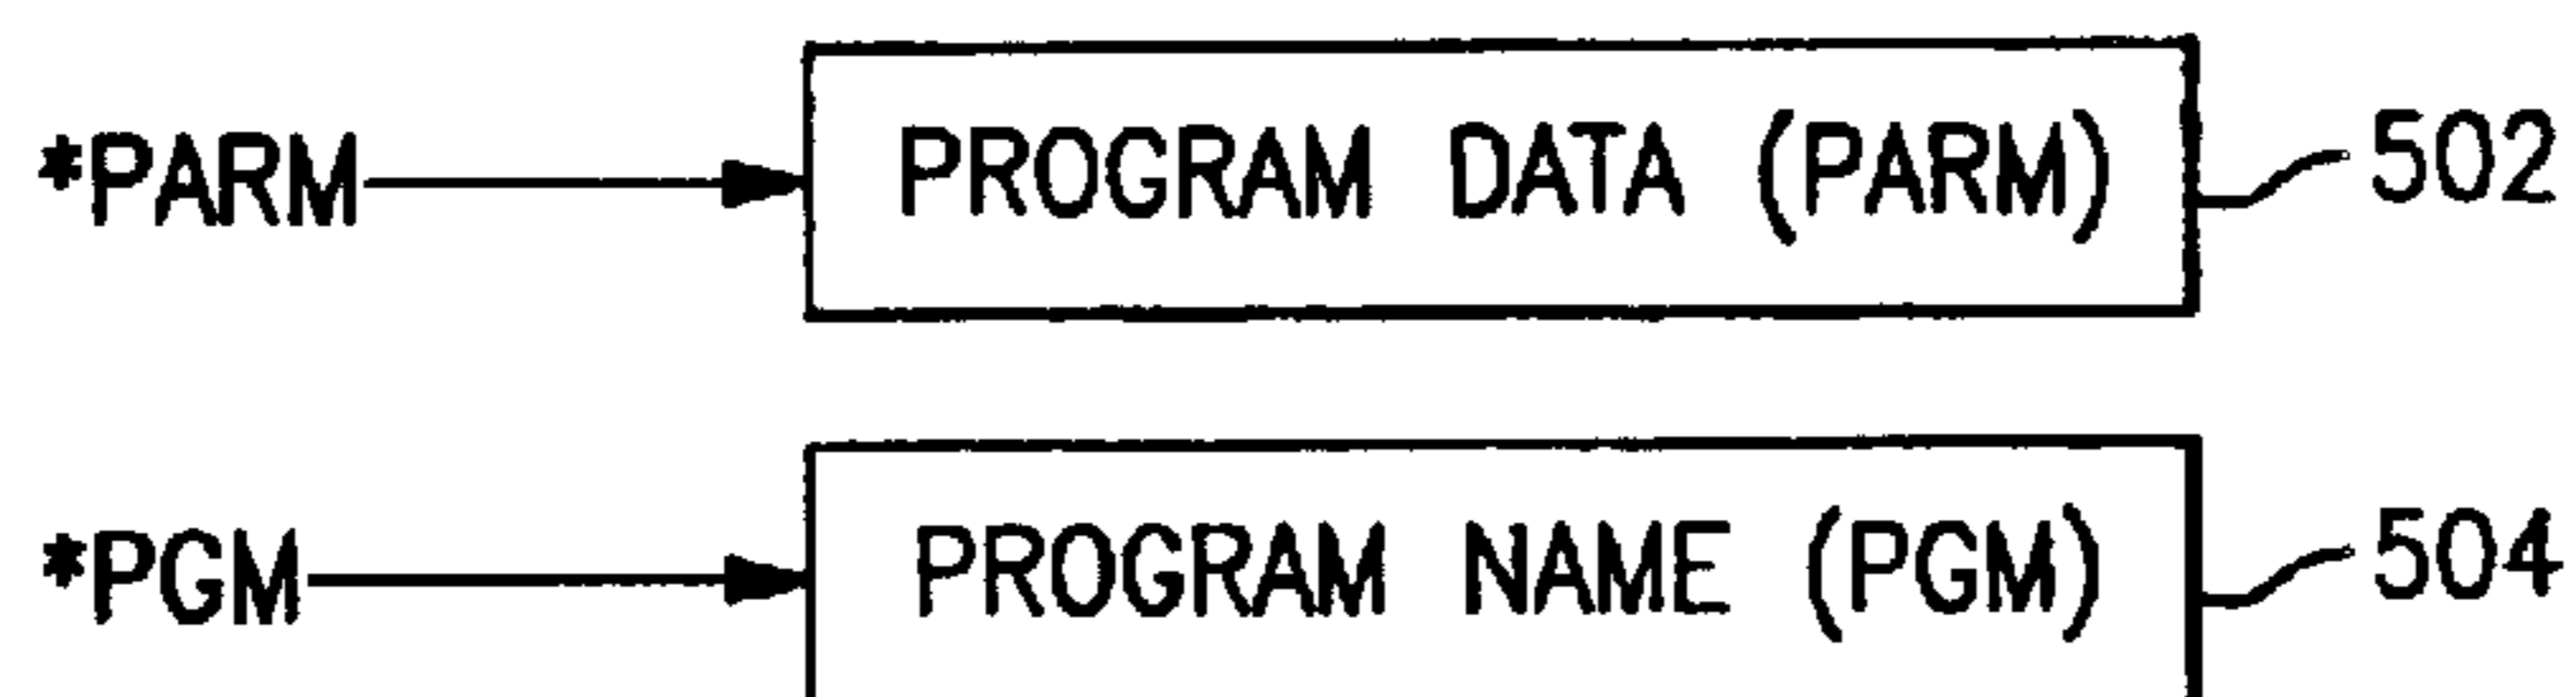 *PARM PROGRAM DATA (PARM) 502
*PGM PROGRAM NAME (PGM) 504